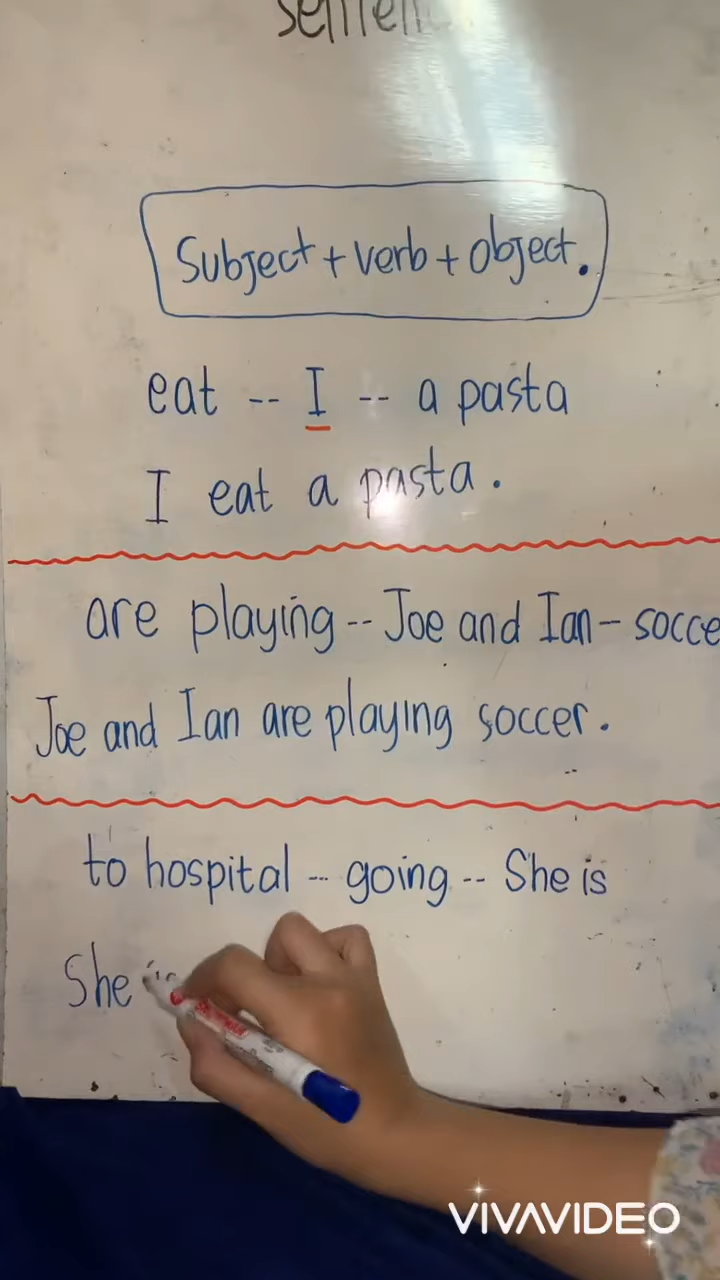 Subject + verb + object.
eat -- I -- a pasta
I eat a pasta.
are playing -- Joe and Ian - socce
Joe and Ian are playing soccer.
to hospital -- going -- She is
She is
VIVAVIDEO